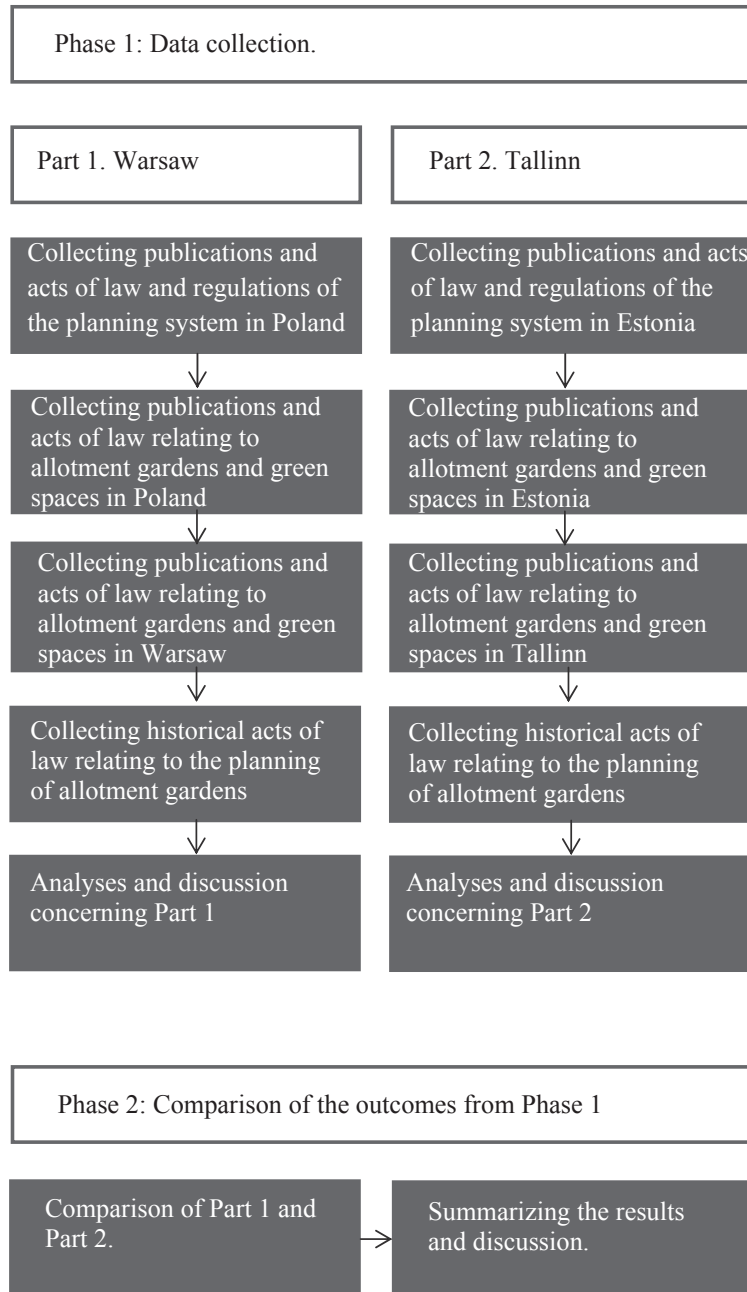 Phase 1: Data collection.
Part 1. Warsaw
Part 2. Tallinn
Collecting publications and
acts of law and regulations of
the planning system in Poland
Collecting publications and acts
of law and regulations of the
planning system in Estonia
Collecting publications and
acts of law relating to
allotment gardens and green
spaces in Poland
Collecting publications and
acts of law relating to
allotment gardens and green
spaces in Estonia
Collecting publications and
acts of law relating to
allotment gardens and green
spaces in Warsaw
Collecting publications and
acts of law relating to
allotment gardens and green
spaces in Tallinn
Collecting historical acts of
law relating to the planning
of allotment gardens
Collecting historical acts of
law relating to the planning
of allotment gardens
Analyses and discussion
concerning Part 1
Analyses and discussion
concerning Part 2
Phase 2: Comparison of the outcomes from Phase 1
Comparison of Part 1 and
Part 2.
Summarizing the results
and discussion.